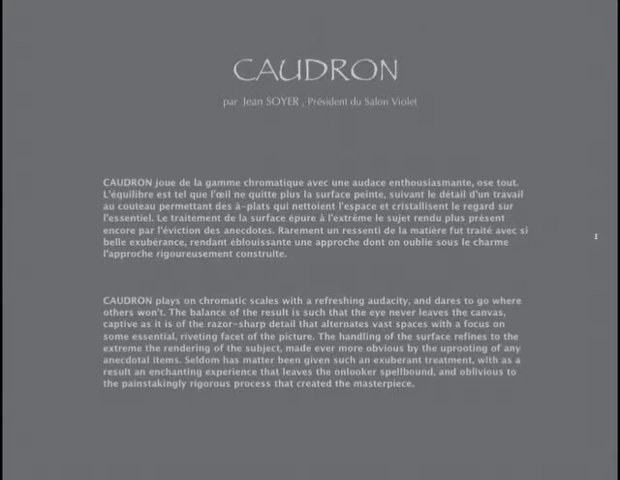 CAUDRON
par Jean SOYER , Président du Salon Violet
CAUDRON joue de la gamme chromatique avec une audace enthousiasmante, ose tout.
L'équilibre est tel que l'œil ne quitte plus la surface peinte, suivant le détail d'un travail
au couteau permettant des à-plats qui nettoient l'espace et cristallisent le regard sur
l'essentiel. Le traitement de la surface épure à l'extrême le sujet rendu plus présent
encore par l'éviction des anecdotes. Rarement un ressenti de la matière fut traité avec si
belle exubérance, rendant éblouissante une approche dont on oublie sous le charme
l'approche rigoureusement construite.
CAUDRON plays on chromatic scales with a refreshing audacity, and dares to go where
others won't. The balance of the result is such that the eye never leaves the canvas,
captive as it is of the razor-sharp detail that alternates vast spaces with a focus on
some essential, riveting facet of the picture. The handling of the surface refines to the
extreme the rendering of the subject, made ever more obvious by the uprooting of any
anecdotal items. Seldom has matter been given such an exuberant treatment, with as a
result an enchanting experience that leaves the onlooker spellbound, and oblivious to
the painstakingly rigorous process that created the masterpiece.